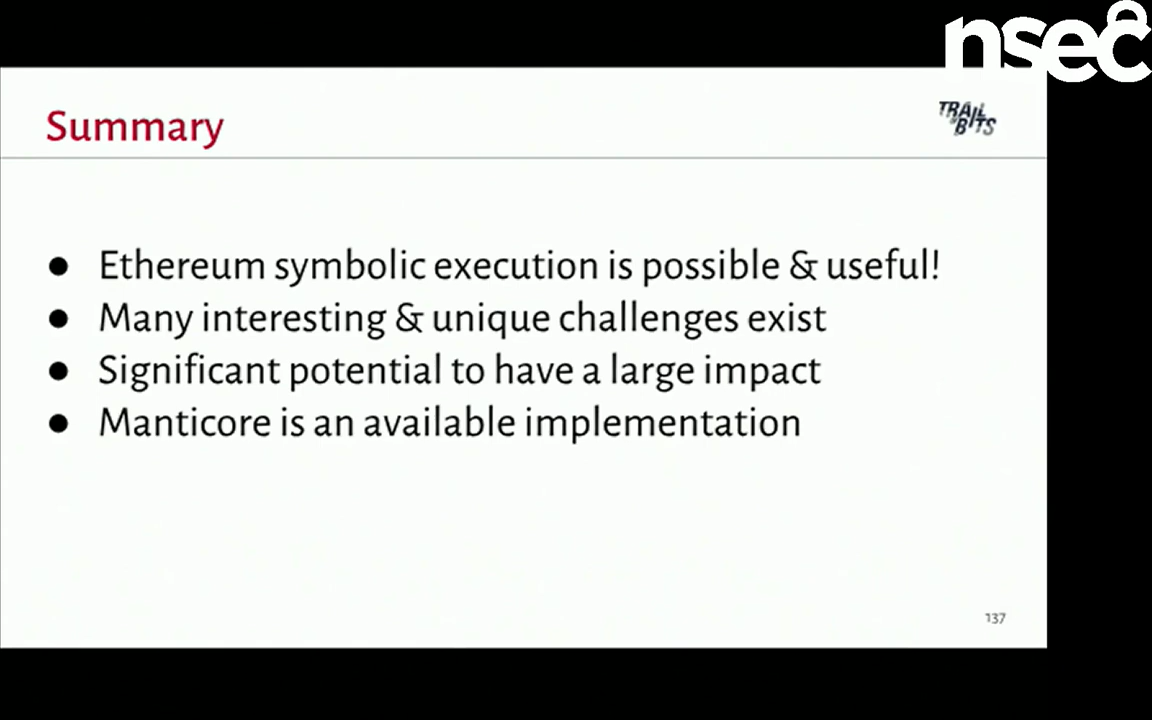 nsec
Summary
TRAIL
OF BITS
● Ethereum symbolic execution is possible & useful!
● Many interesting & unique challenges exist
● Significant potential to have a large impact
● Manticore is an available implementation
137